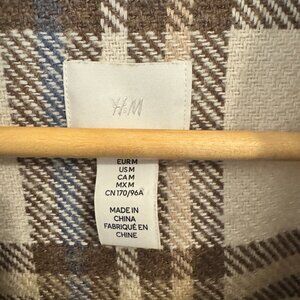 H&M
EUR M
US M
CA M
MX M
CN 170/96A
MADE IN
CHINA
FABRIQUÉ EN
CHINE